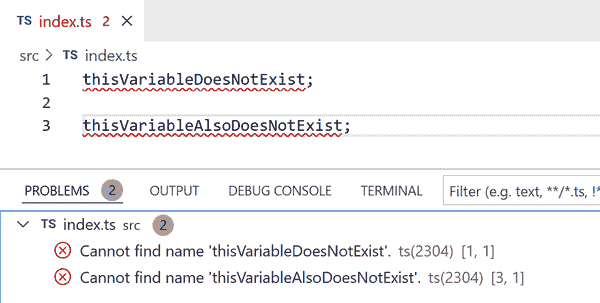 TS index.ts 2 ×
src > TS index.ts
1 thisVariableDoesNotExist;
2
3 thisVariableAlsoDoesNotExist;
PROBLEMS 2 OUTPUT DEBUG CONSOLE TERMINAL Filter (e.g. text, **/*.ts, !*
TS index.ts src 2
Cannot find name 'thisVariableDoesNotExist'. ts(2304) [1, 1]
Cannot find name 'thisVariableAlsoDoesNotExist'. ts(2304) [3, 1]